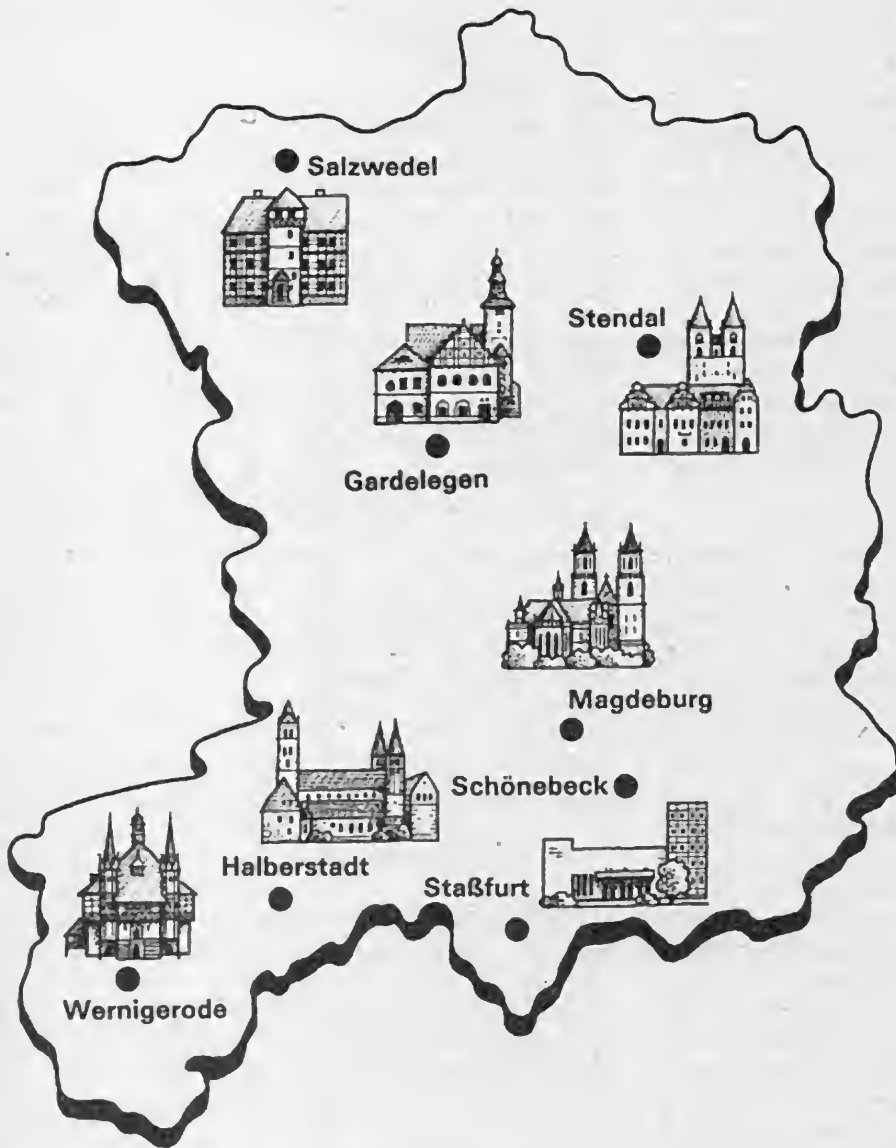 Salzwedel
Stendal
Gardelegen
Magdeburg
Schönebeck
Halberstadt
Staßfurt
Wernigerode